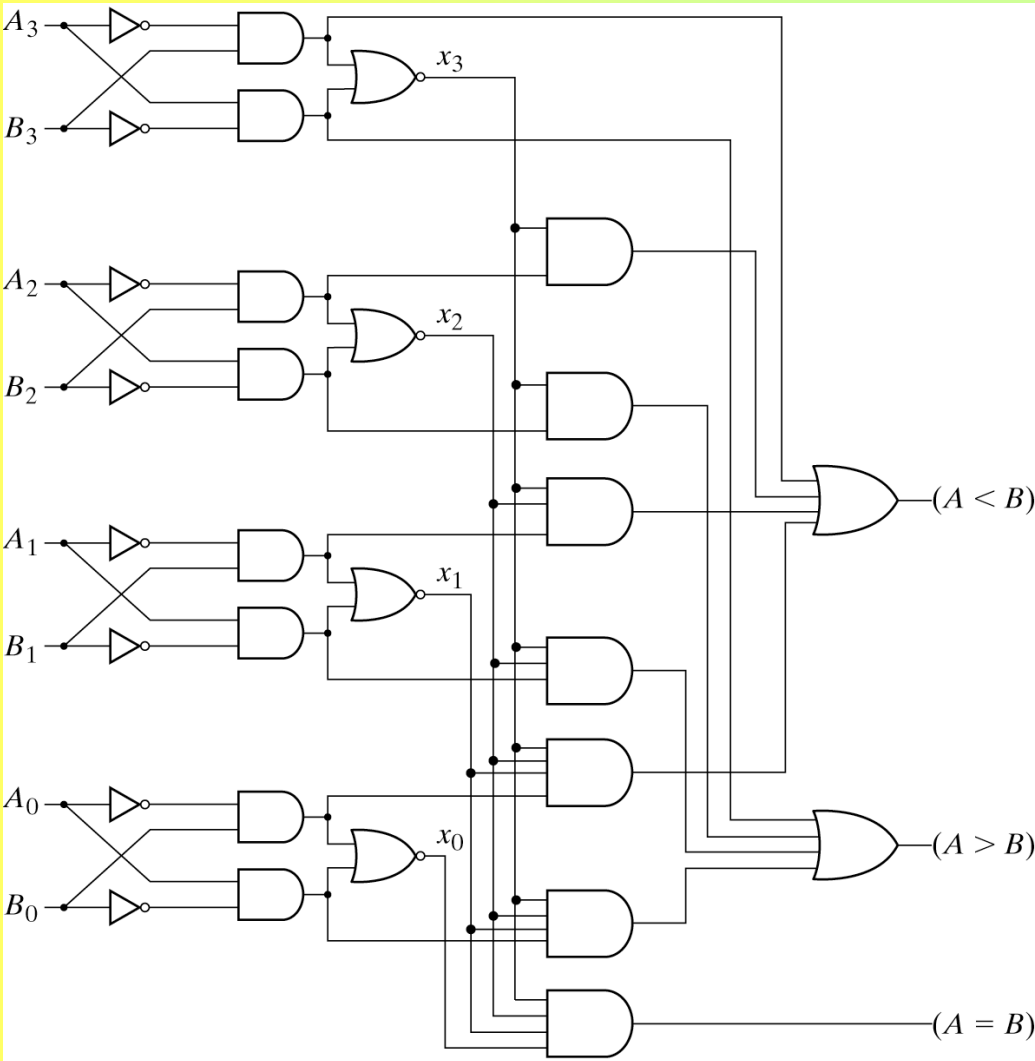 A₃
x₃
B₃
A₂
x₂
B₂
(A < B)
A₁
x₁
B₁
A₀
x₀
(A > B)
B₀
(A = B)